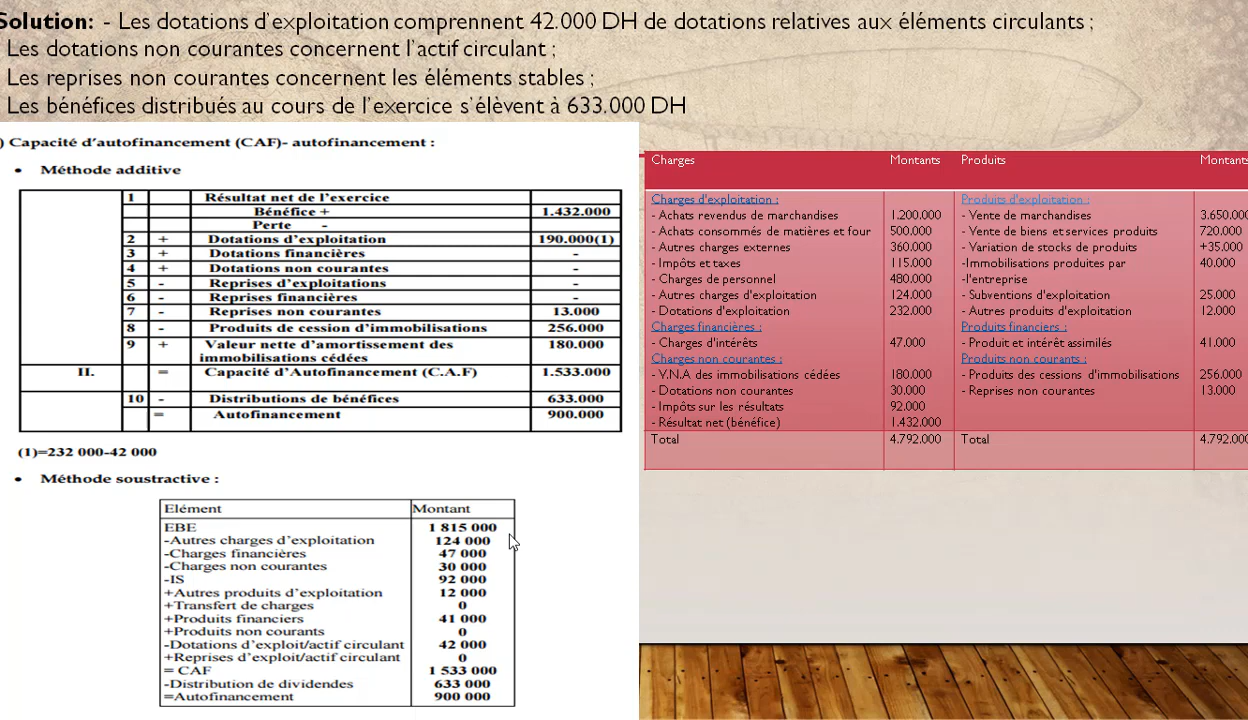 Solution: - Les dotations d'exploitation comprennent 42.000 DH de dotations relatives aux éléments circulants ;
Les dotations non courantes concernent l'actif circulant ;
Les reprises non courantes concernent les éléments stables ;
Les bénéfices distribués au cours de l'exercice s'élèvent à 633.000 DH
) Capacité d'autofinancement (CAF)- autofinancement :
• Méthode additive
1 Résultat net de l'exercice
Bénéfice + 1.432.000
Perte -
2 + Dotations d'exploitation 190.000(1)
3 + Dotations financières -
4 + Dotations non courantes -
5 - Reprises d'exploitations -
6 - Reprises financières -
7 - Reprises non courantes 13.000
8 - Produits de cession d'immobilisations 256.000
9 + Valeur nette d'amortissement des 180.000
immobilisations cédées
II. = Capacité d'Autofinancement (C.A.F) 1.533.000
10 - Distributions de bénéfices 633.000
= Autofinancement 900.000
(1)=232 000-42 000
• Méthode soustractive :
Elément Montant
EBE 1 815 000
-Autres charges d'exploitation 124 000
-Charges financières 47 000
-Charges non courantes 30 000
-IS 92 000
+Autres produits d'exploitation 12 000
+Transfert de charges 0
+Produits financiers 41 000
+Produits non courants 0
-Dotations d'exploit/actif circulant 42 000
+Reprises d'exploit/actif circulant 0
= CAF 1 533 000
-Distribution de dividendes 633 000
=Autofinancement 900 000
Charges Montants Produits Montants
Charges d'exploitation : Produits d'exploitation :
- Achats revendus de marchandises 1.200.000 - Vente de marchandises 3.650.000
- Achats consommés de matières et four 500.000 - Vente de biens et services produits 720.000
- Autres charges externes 360.000 - Variation de stocks de produits +35.000
- Impôts et taxes 115.000 -Immobilisations produites par 40.000
- Charges de personnel 480.000 -l'entreprise
- Autres charges d'exploitation 124.000 - Subventions d'exploitation 25.000
- Dotations d'exploitation 232.000 - Autres produits d'exploitation 12.000
Charges financières : Produits financiers :
- Charges d'intérêts 47.000 - Produit et intérêt assimilés 41.000
Charges non courantes : Produits non courants :
- V.N.A des immobilisations cédées 180.000 - Produits des cessions d'immobilisations 256.000
- Dotations non courantes 30.000 - Reprises non courantes 13.000
- Impôts sur les résultats 92.000
- Résultat net (bénéfice) 1.432.000
Total 4.792.000 Total 4.792.000